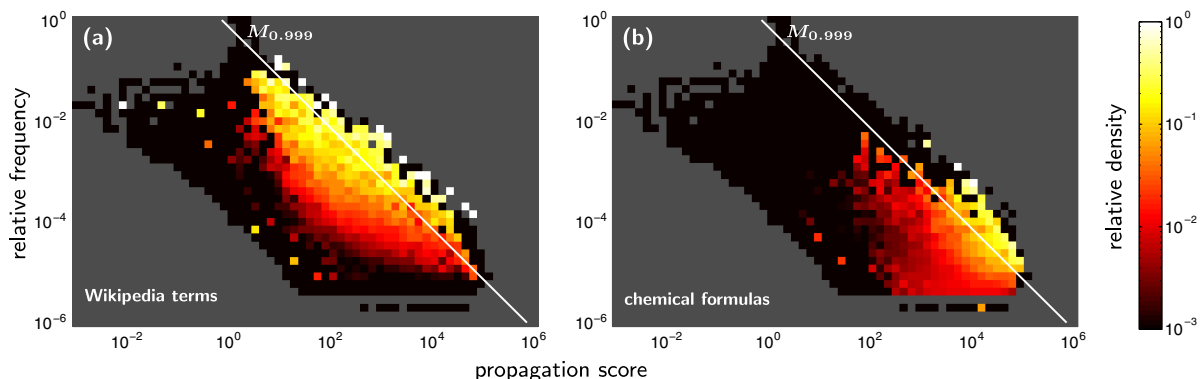 (a)
M0.999
Wikipedia terms
10^0
10^-2
10^-4
10^-6
relative frequency
10^-2
10^0
10^2
10^4
10^6
(b)
M0.999
chemical formulas
10^0
10^-2
10^-4
10^-6
10^-2
10^0
10^2
10^4
10^6
propagation score
relative density
10^0
10^-1
10^-2
10^-3